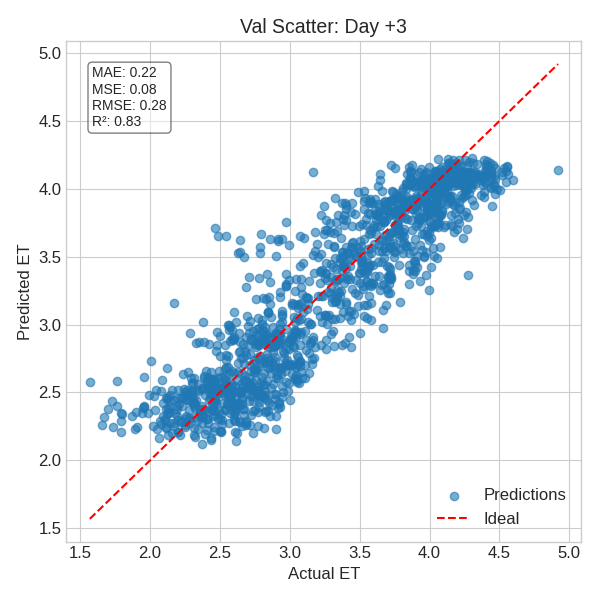 Val Scatter: Day +3
MAE: 0.22
MSE: 0.08
RMSE: 0.28
R²: 0.83
5.0
4.5
4.0
3.5
3.0
2.5
2.0
1.5
Predicted ET
Predictions
Ideal
1.5 2.0 2.5 3.0 3.5 4.0 4.5 5.0
Actual ET